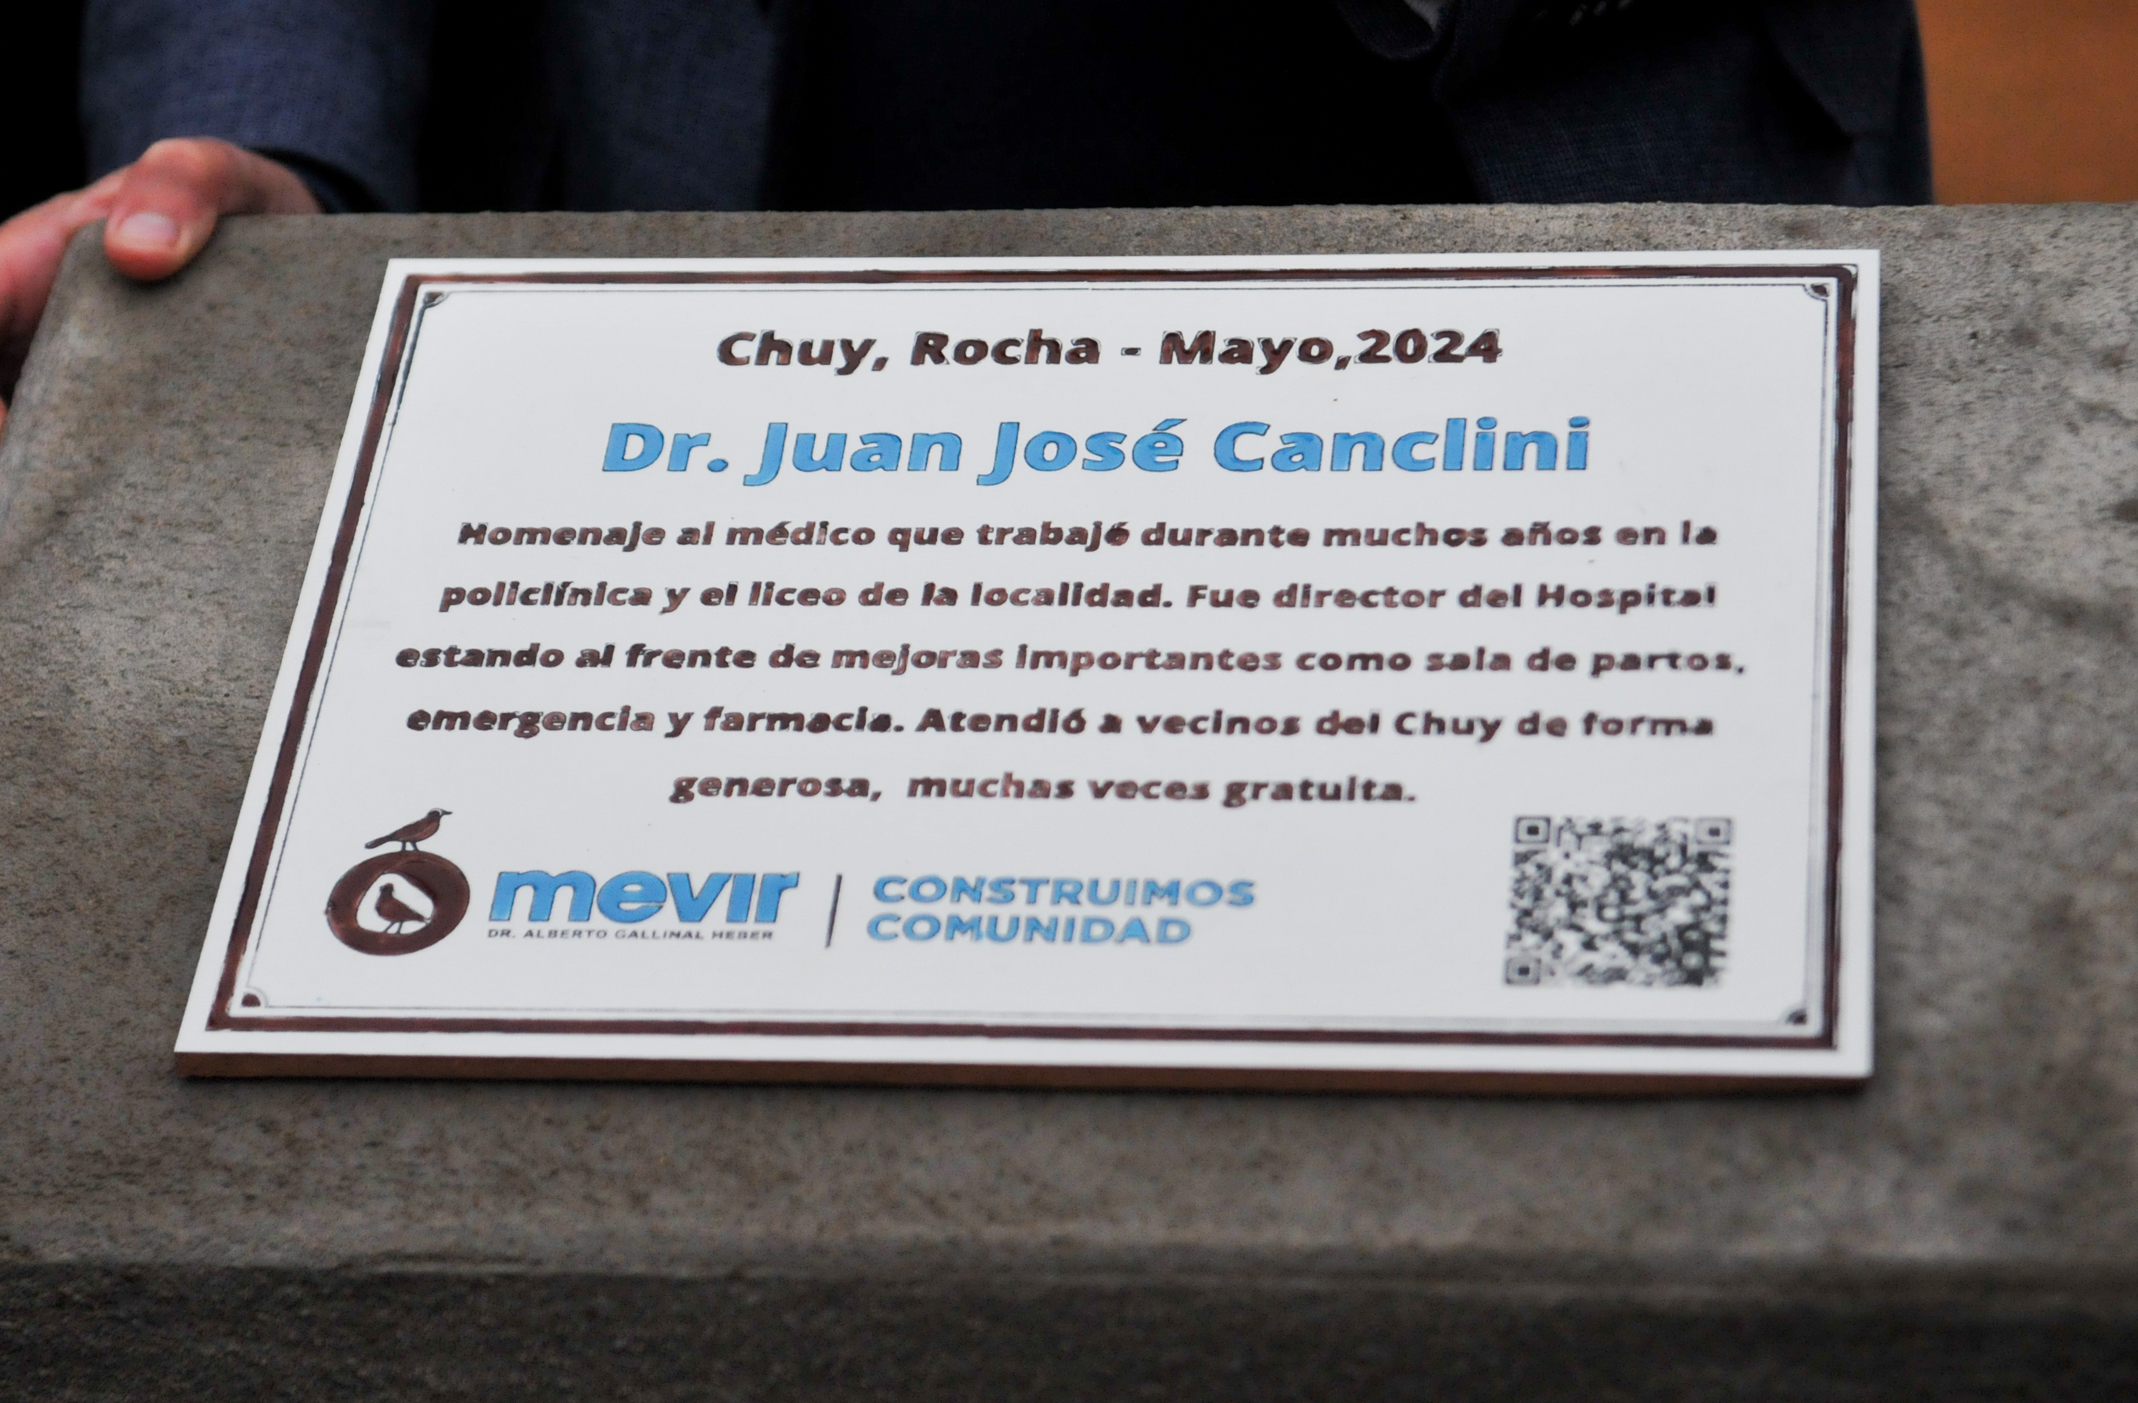 Chuy, Rocha - Mayo,2024
Dr. Juan José Canclini
Homenaje al médico que trabajó durante muchos años en la
policlínica y el liceo de la localidad. Fue director del Hospital
estando al frente de mejoras importantes como sala de partos,
emergencia y farmacia. Atendió a vecinos del Chuy de forma
generosa, muchas veces gratuita.
mevır
DR. ALBERTO GALLINAL HEBER
CONSTRUIMOS
COMUNIDAD